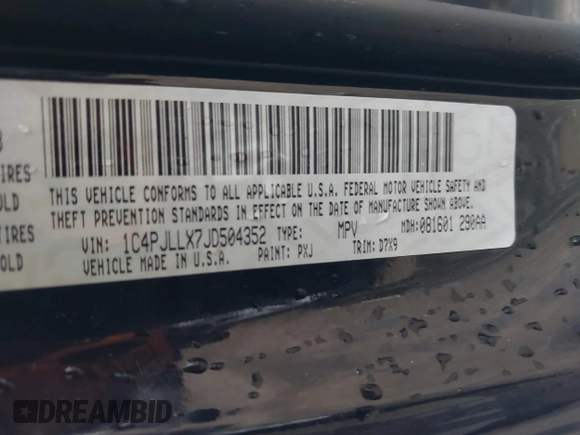 TIRES
OLD
TIRES
OLD
THIS VEHICLE CONFORMS TO ALL APPLICABLE U.S.A. FEDERAL MOTOR VEHICLE SAFETY AND
THEFT PREVENTION STANDARDS IN EFFECT ON THE DATE OF MANUFACTURE SHOWN ABOVE.
VIN: 1C4PJLLX7JD504352 TYPE: MPV MDH:081601 290AA
VEHICLE MADE IN U.S.A. PAINT: PXJ TRIM: D7X9
DREAMBID